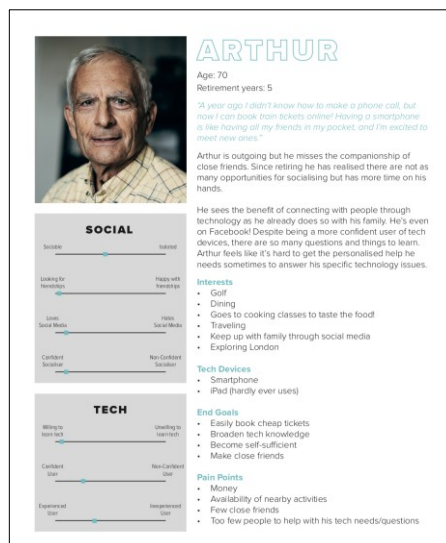 ARTHUR
Age: 70
Retirement years: 5
"A year ago I didn't know how to make a phone call, but
now I can book train tickets online! Having a smartphone
is like having all my friends in my pocket, and I'm excited to
meet new ones."
Arthur is outgoing but he misses the companionship of
close friends. Since retiring he has realised there are not as
many opportunities for socialising but has more time on his
hands.
He sees the benefit of connecting with people through
technology as he already does so with his family. He's even
on Facebook! Despite being a more confident user of tech
devices, there are so many questions and things to learn.
Arthur feels like it's hard to get the personalised help he
needs sometimes to answer his specific technology issues.
Interests
• Golf
• Dining
• Goes to cooking classes to taste the food!
• Traveling
• Keep up with family through social media
• Exploring London
Tech Devices
• Smartphone
• iPad (hardly ever uses)
End Goals
• Easily book cheap tickets
• Broaden tech knowledge
• Become self-sufficient
• Make close friends
Pain Points
• Money
• Availability of nearby activities
• Few close friends
• Too few people to help with his tech needs/questions
SOCIAL
Sociable Isolated
Looking for Happy with
friendships friendships
Loves Hates
Social Media Social Media
Confident Non-Confident
Socialiser Socialiser
TECH
Willing to Unwilling to
learn tech learn tech
Confident Non-Confident
User User
Experienced Inexperienced
User User